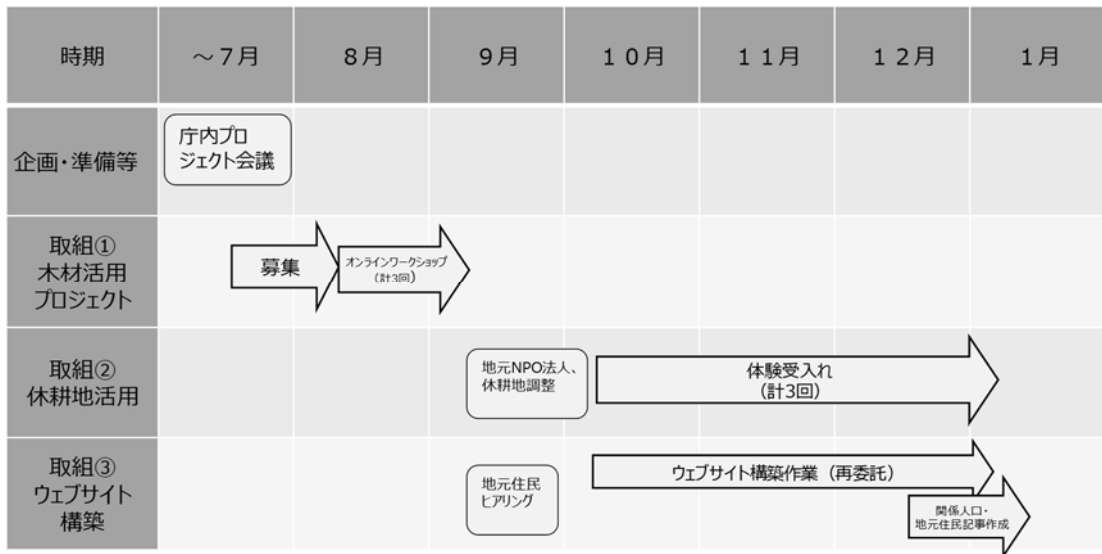 時期
～７月
８月
９月
１０月
１１月
１２月
１月
企画・準備等
庁内プロ
ジェクト会議
取組①
木材活用
プロジェクト
募集
オンラインワークショップ
（計3回）
取組②
休耕地活用
地元NPO法人、
休耕地調整
体験受入れ
（計3回）
取組③
ウェブサイト
構築
地元住民
ヒアリング
ウェブサイト構築作業（再委託）
関係人口・
地元住民記事作成